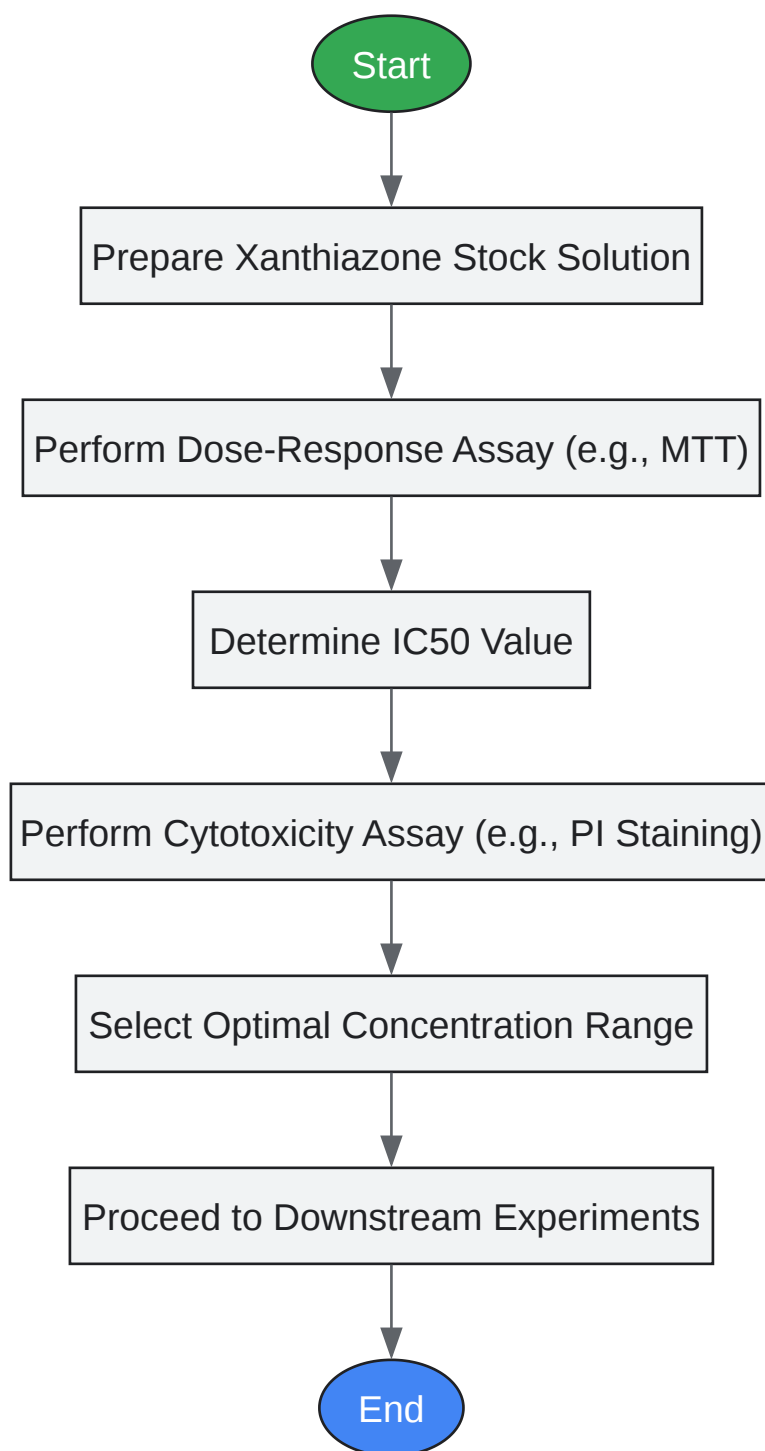 Start
Prepare Xanthiazone Stock Solution
Perform Dose-Response Assay (e.g., MTT)
Determine IC50 Value
Perform Cytotoxicity Assay (e.g., PI Staining)
Select Optimal Concentration Range
Proceed to Downstream Experiments
End